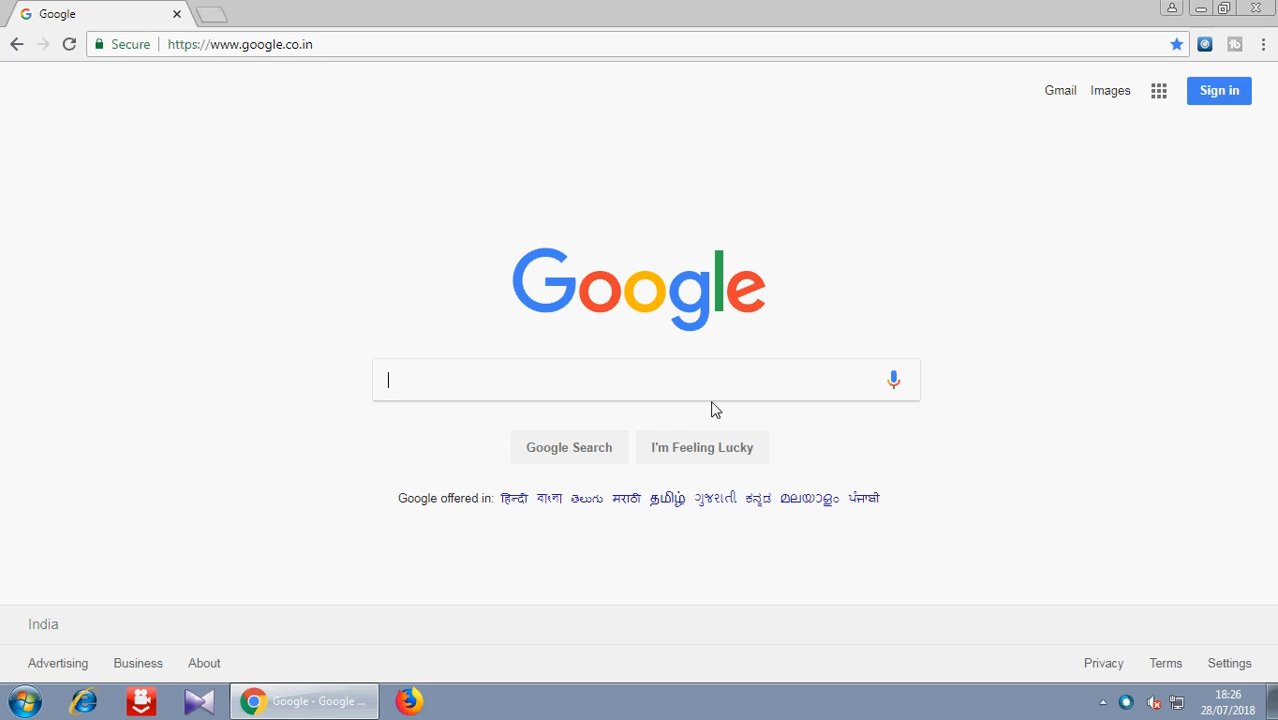 Google
Secure
https://www.google.co.in
Gmail
Images
Sign in
Google
Google Search
I'm Feeling Lucky
Google offered in: हिन्दी বাংলা తెలుగు मराठी தமிழ் ગુજરાતી ಕನ್ನಡ മലയാളം ਪੰਜਾਬੀ
India
Advertising
Business
About
Privacy
Terms
Settings
Google - Google ...
18:26
28/07/2018